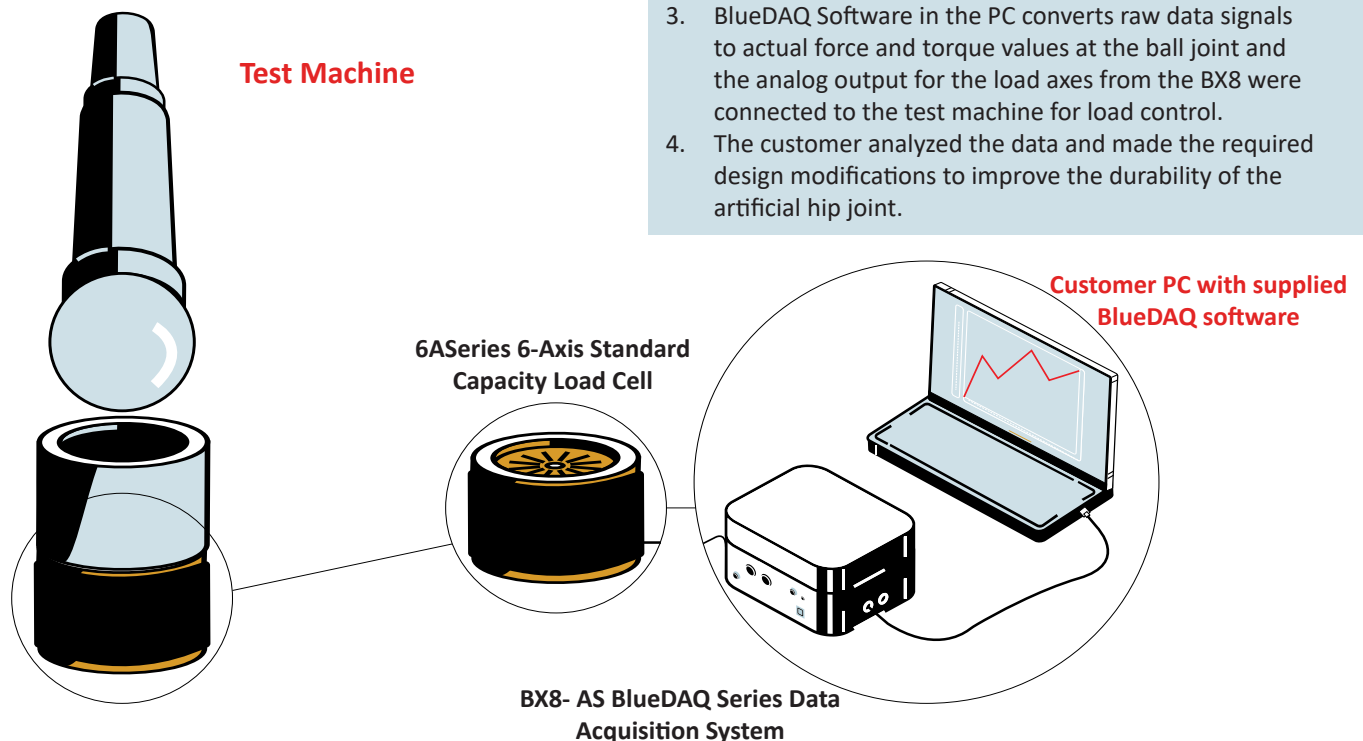 Test Machine
3. BlueDAQ Software in the PC converts raw data signals
to actual force and torque values at the ball joint and
the analog output for the load axes from the BX8 were
connected to the test machine for load control.
4. The customer analyzed the data and made the required
design modifications to improve the durability of the
artificial hip joint.
Customer PC with supplied
BlueDAQ software
6ASeries 6-Axis Standard
Capacity Load Cell
BX8- AS BlueDAQ Series Data
Acquisition System